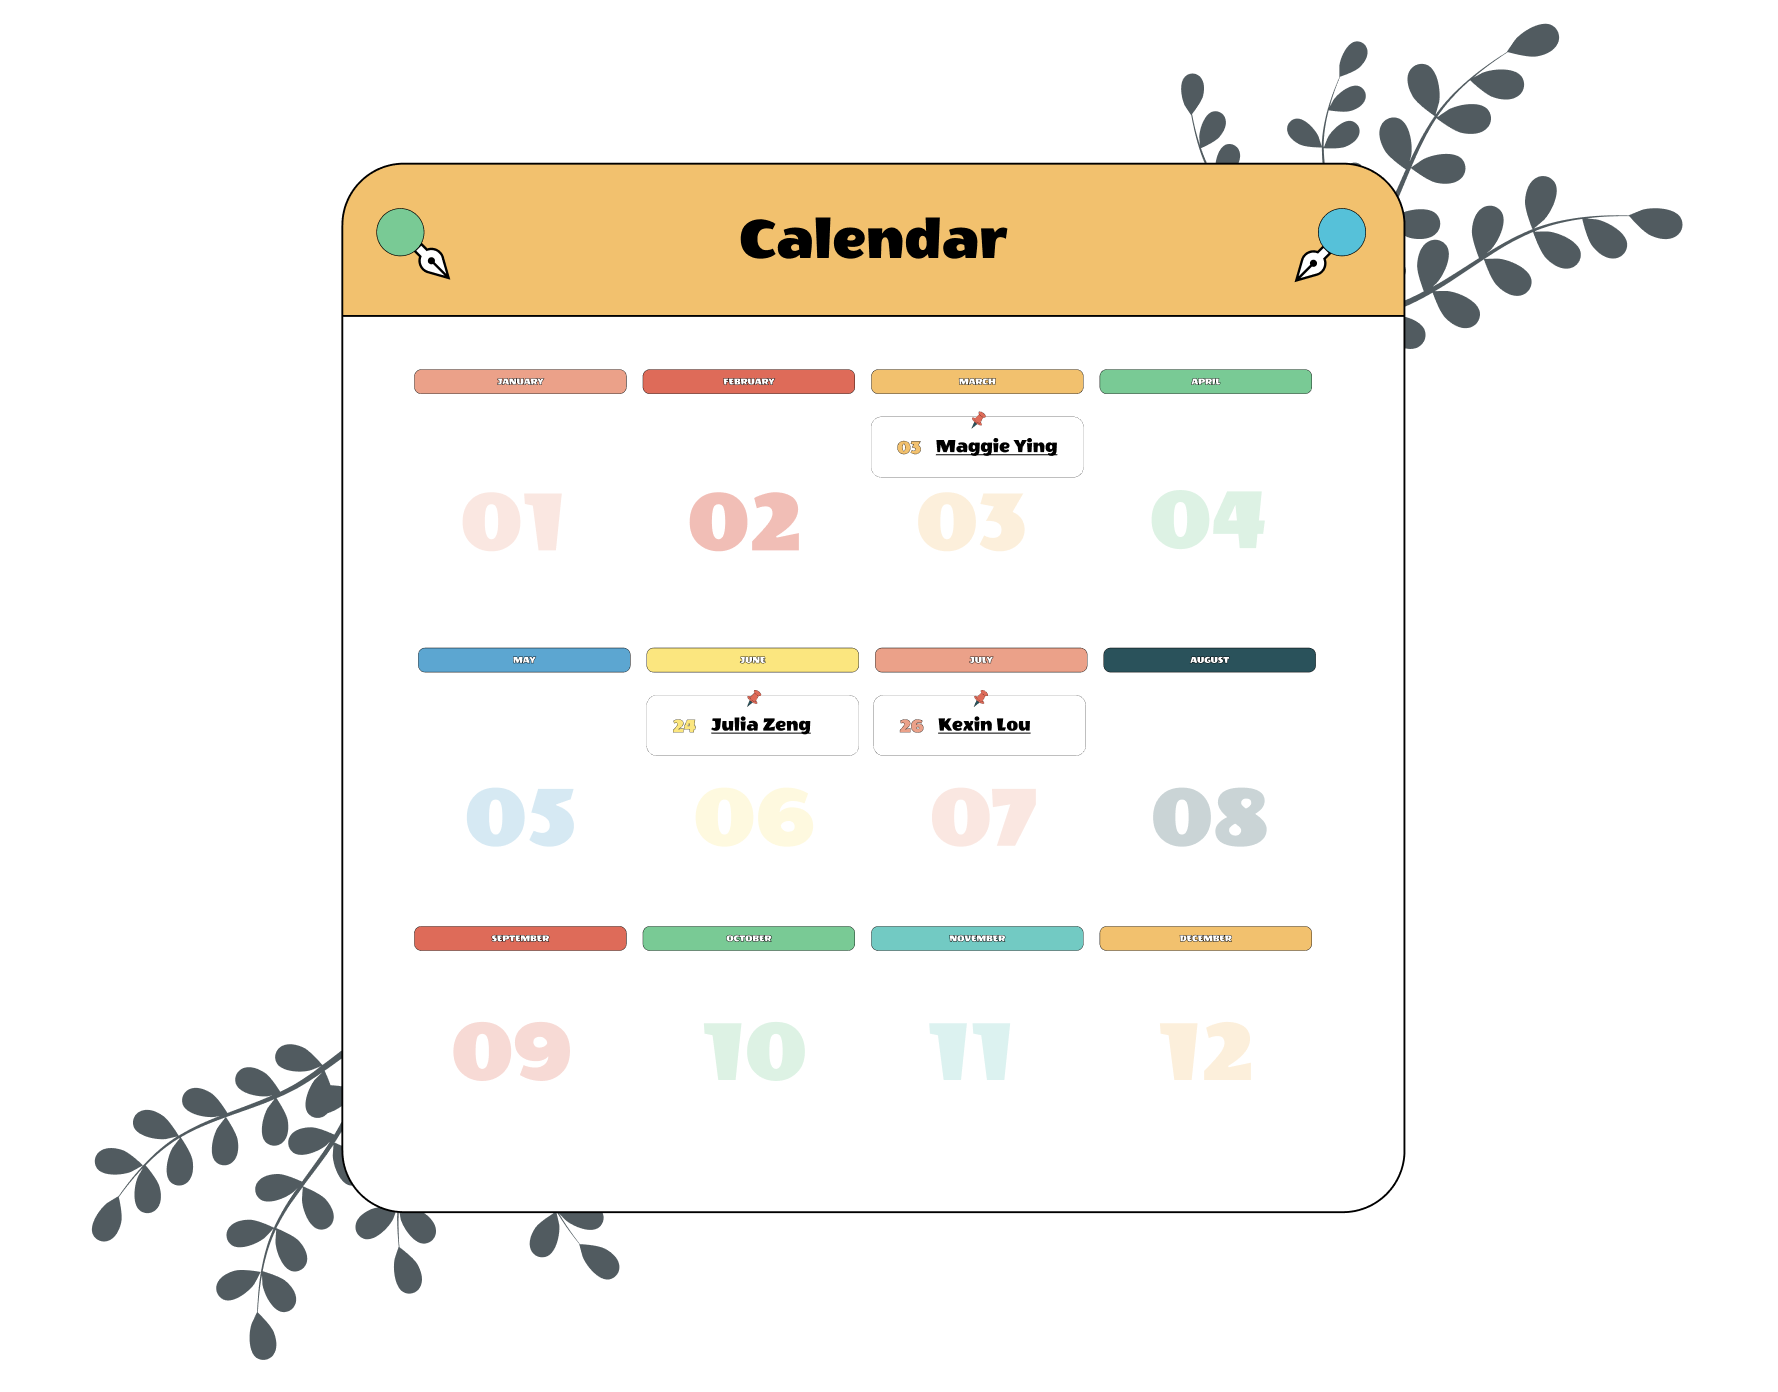 Calendar
JANUARY
FEBRUARY
MARCH
APRIL
03 Maggie Ying
01
02
03
04
MAY
JUNE
JULY
AUGUST
24 Julia Zeng
26 Kexin Lou
05
06
07
08
SEPTEMBER
OCTOBER
NOVEMBER
DECEMBER
09
10
11
12